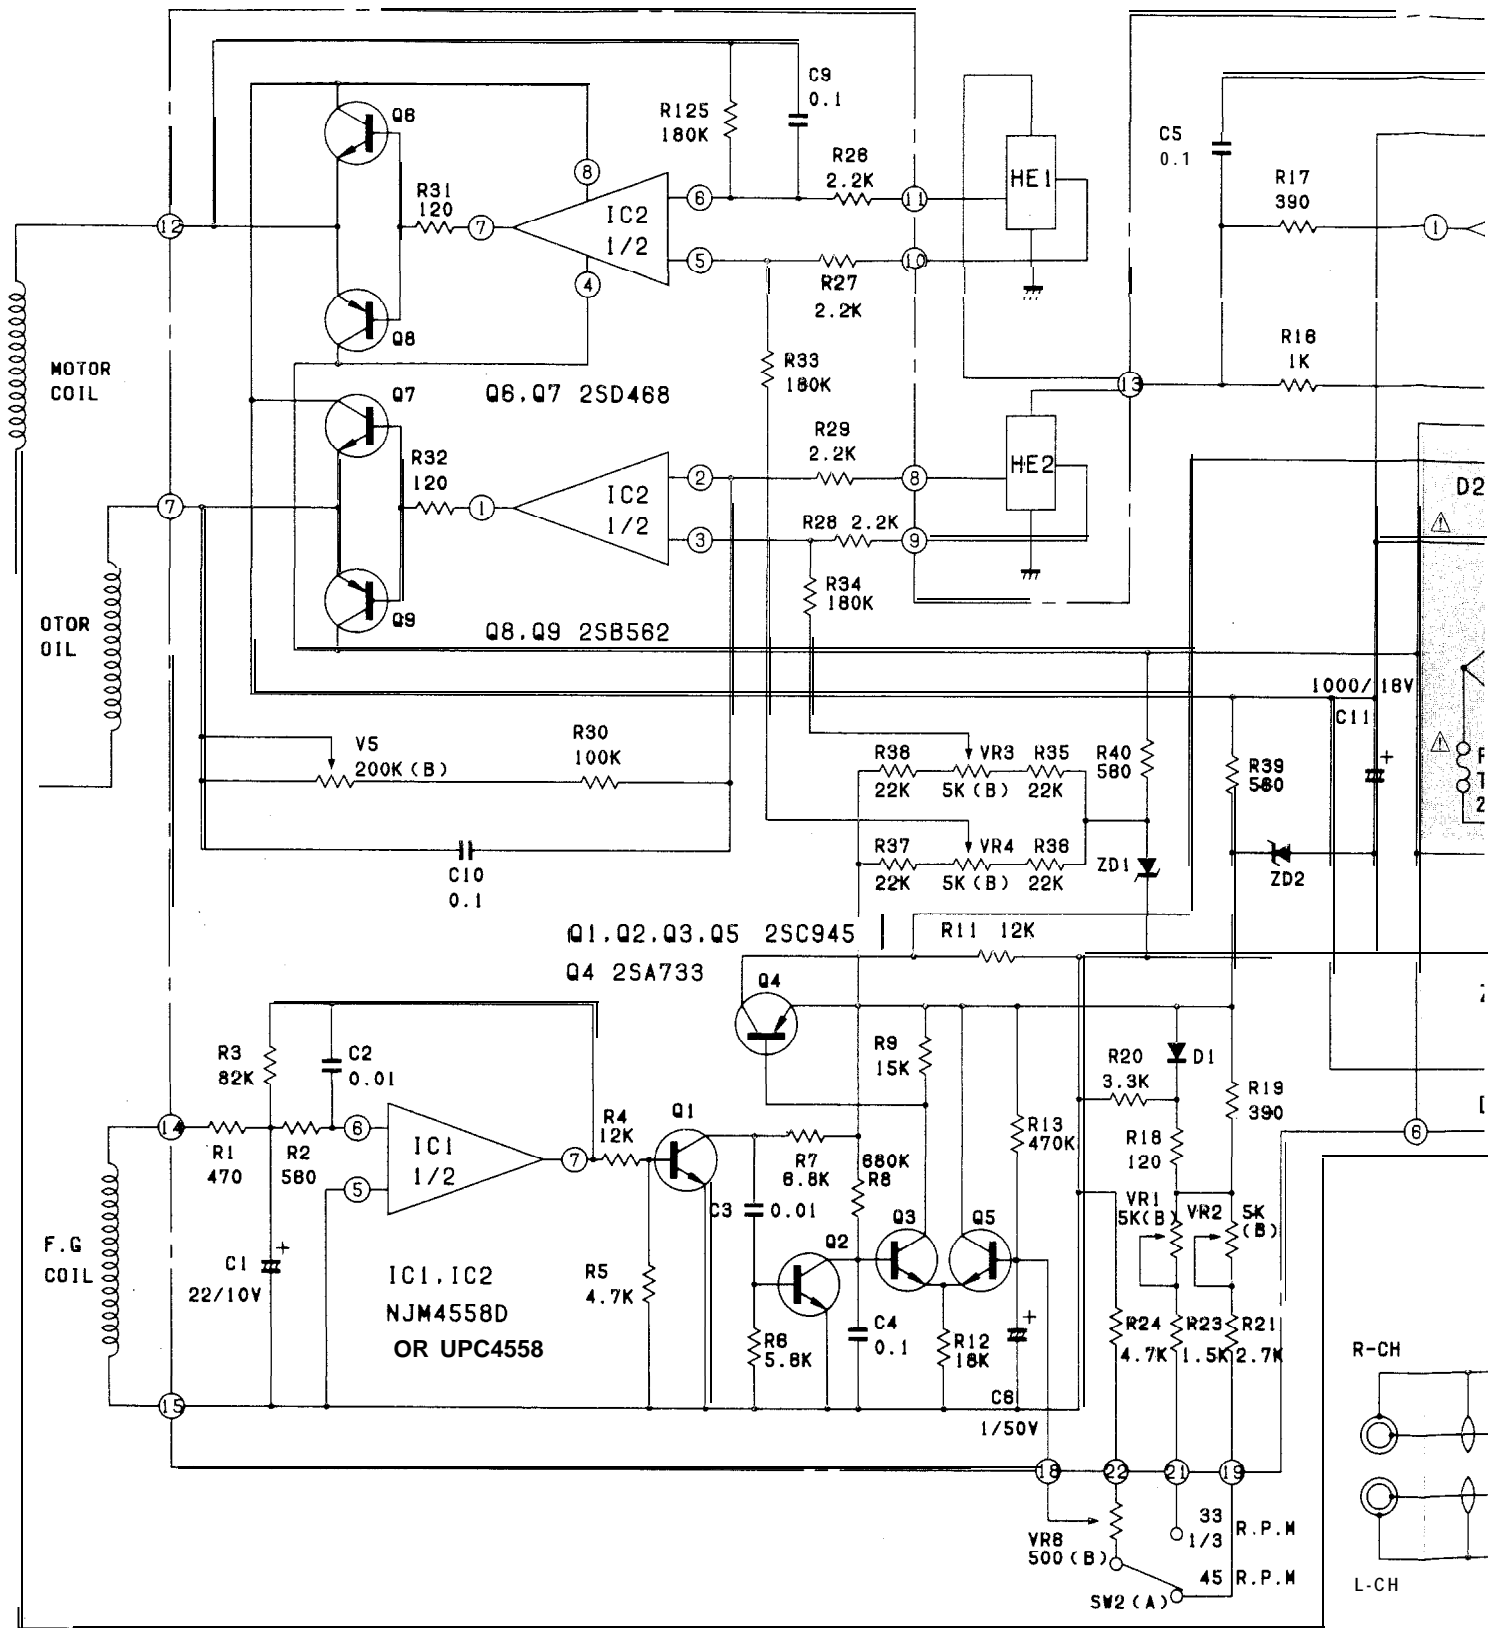 C9
0.1
Q6
R125
180K
C5
0.1
8
R28
2.2K
HE1
R17
390
R31
120
6
11
12
7
IC2
1/2
1
5
10
4
R27
2.2K
Q8
R18
1K
MOTOR
COIL
R33
180K
13
Q7
Q6.Q7 2SD468
R29
2.2K
R32
120
2
8
HE2
D2
7
1
IC2
1/2
R28 2.2K
3
9
R34
180K
OTOR
OIL
Q9
Q8.Q9 2SB562
1000/18V
C11
+
V5
200K(B)
R30
100K
R38
22K
VR3
5K(B)
R35
22K
R40
580
R39
580
F
T
2
R37
22K
VR4
5K(B)
R38
22K
ZD1
ZD2
C10
0.1
Q1.Q2.Q3.Q5 2SC945
R11 12K
Q4 2SA733
Q4
R3
82K
C2
0.01
R9
15K
R20
3.3K
D1
R19
390
14
R1
470
R2
580
6
IC1
1/2
5
7
R4
12K
Q1
R7
6.8K
680K
R8
R13
470K
R18
120
6
C3
0.01
VR1
5K(B)
VR2
5K
(B)
F.G
COIL
C1
+
22/10V
Q2
Q3
Q5
R5
4.7K
IC1.IC2
NJM4558D
OR UPC4558
R6
5.8K
C4
0.1
R12
18K
+
C6
1/50V
R24
4.7K
R23
1.5K
R21
2.7K
R-CH
15
18
22
21
19
VR8
500(B)
33
1/3
R.P.M
45 R.P.M
SW2(A)
L-CH